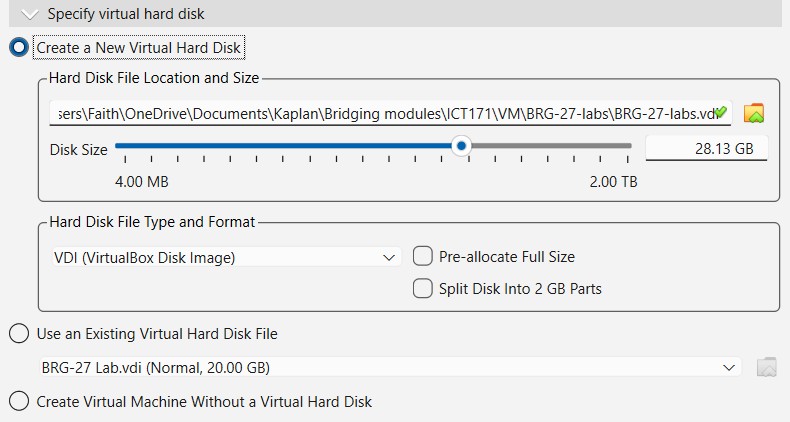 Specify virtual hard disk
Create a New Virtual Hard Disk
Hard Disk File Location and Size
sers\Faith\OneDrive\Documents\Kaplan\Bridging modules\ICT171\VM\BRG-27-labs\BRG-27-labs.vdi
Disk Size
28.13 GB
4.00 MB 2.00 TB
Hard Disk File Type and Format
VDI (VirtualBox Disk Image) Pre-allocate Full Size
Split Disk Into 2 GB Parts
Use an Existing Virtual Hard Disk File
BRG-27 Lab.vdi (Normal, 20.00 GB)
Create Virtual Machine Without a Virtual Hard Disk